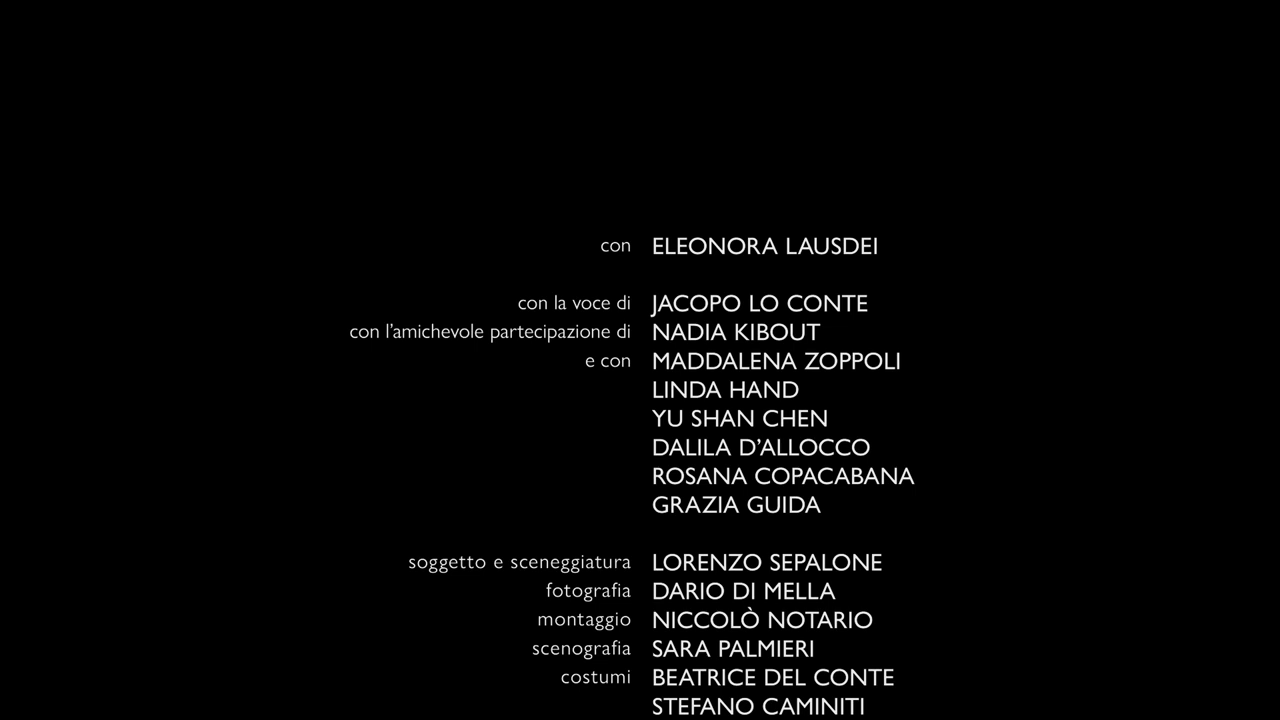 con ELEONORA LAUSDEI
con la voce di JACOPO LO CONTE
con l’amichevole partecipazione di NADIA KIBOUT
e con MADDALENA ZOPPOLI
LINDA HAND
YU SHAN CHEN
DALILA D’ALLOCCO
ROSANA COPACABANA
GRAZIA GUIDA
soggetto e sceneggiatura LORENZO SEPALONE
fotografia DARIO DI MELLA
montaggio NICCOLÒ NOTARIO
scenografia SARA PALMIERI
costumi BEATRICE DEL CONTE
STEFANO CAMINITI